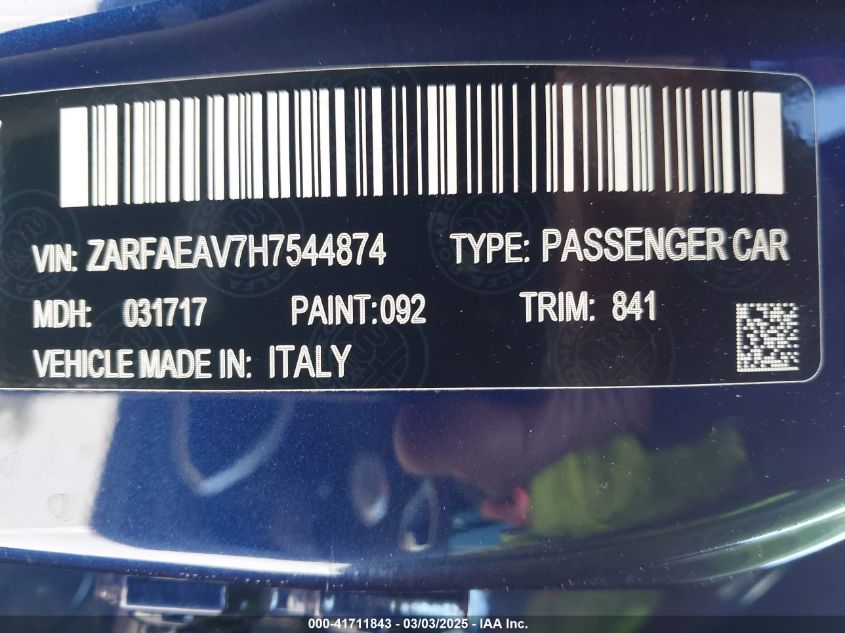 VIN: ZARFAEAV7H7544874 TYPE: PASSENGER CAR
MDH: 031717 PAINT:092 TRIM: 841
VEHICLE MADE IN: ITALY
000-41711843 / 03/03/2025 - © IAA, Inc.